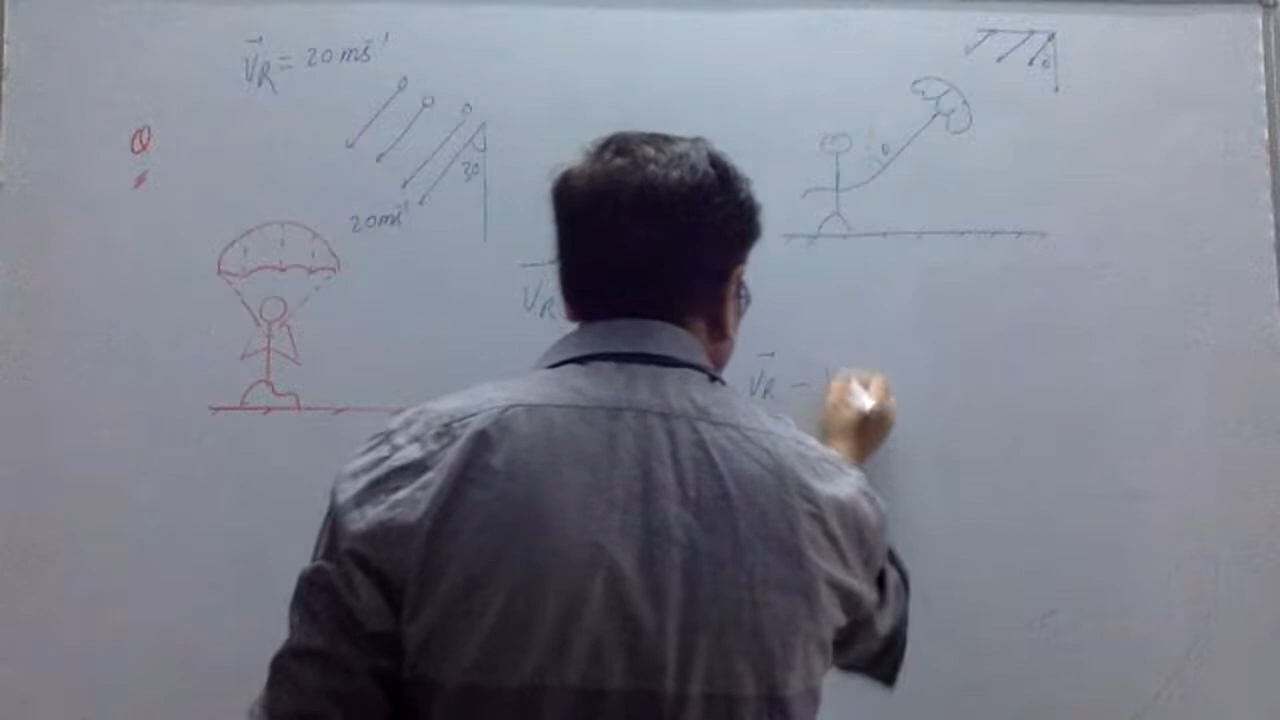 V⃗R = 20 ms⁻¹
Q
30
20 ms⁻¹
θ
θ
V⃗R
V⃗R –